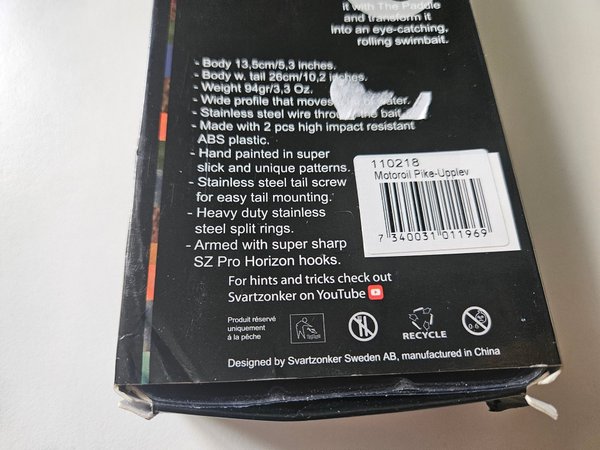 it with The Paddle
and transform it
into an eye-catching,
rolling swimbait.
- Body 13,5cm/5,3 inches.
- Body w. tail 26cm/10,2 inches.
- Weight 94gr/3,3 Oz.
- Wide profile that moves of water.
- Stainless steel wire through the bait
- Made with 2 pcs high impact resistant
ABS plastic.
- Hand painted in super
slick and unique patterns.
- Stainless steel tail screw
for easy tail mounting.
- Heavy duty stainless
steel split rings.
- Armed with super sharp
SZ Pro Horizon hooks.
110218
Motoroil Pike-Upplev
7 340031 011969
For hints and tricks check out
Svartzonker on YouTube
Produit réservé
uniquement
á la pêche
RECYCLE
Designed by Svartzonker Sweden AB, manufactured in China